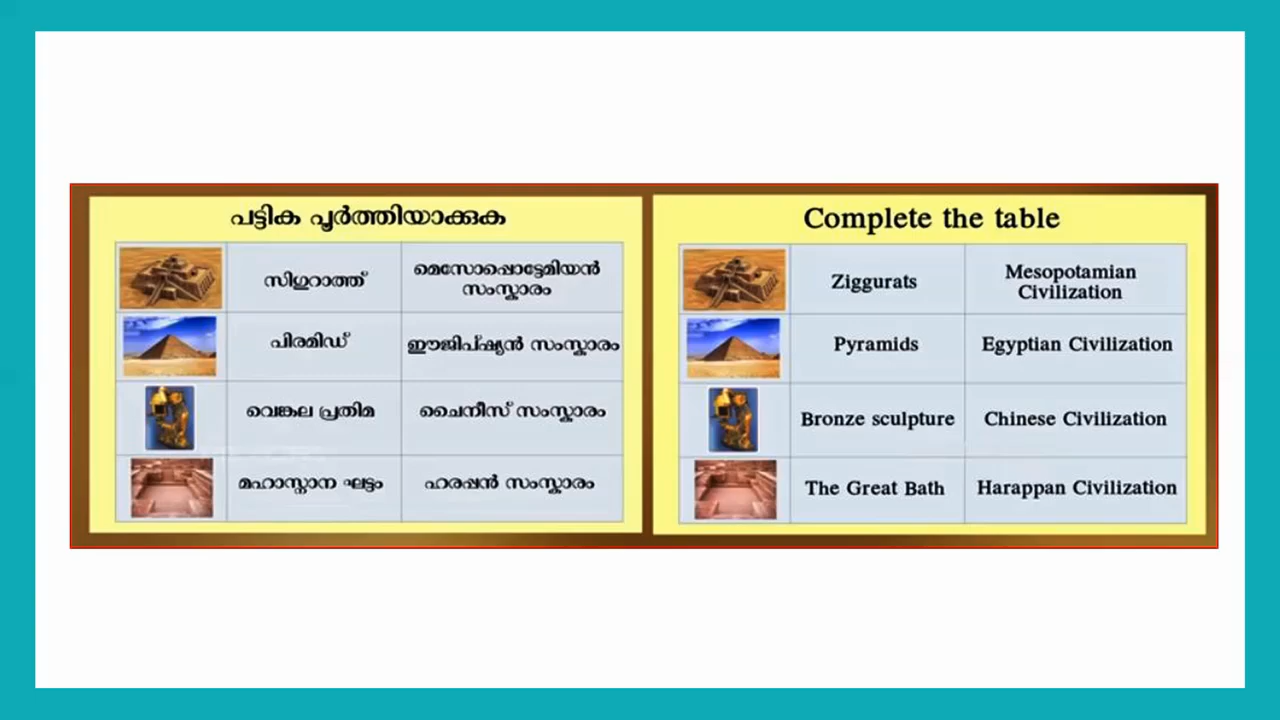 പട്ടിക പൂർത്തിയാക്കുക
സിഗുറാത്ത്
മെസോപ്പൊട്ടേമിയൻ
സംസ്കാരം
പിരമിഡ്
ഈജിപ്ഷ്യൻ സംസ്കാരം
വെങ്കല പ്രതിമ
ചൈനീസ് സംസ്കാരം
മഹാസ്നാന ഘട്ടം
ഹരപ്പൻ സംസ്കാരം
Complete the table
Ziggurats
Mesopotamian
Civilization
Pyramids
Egyptian Civilization
Bronze sculpture
Chinese Civilization
The Great Bath
Harappan Civilization